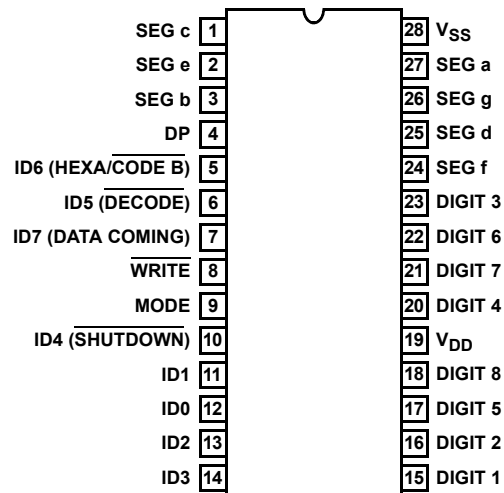 SEG c 1
SEG e 2
SEG b 3
DP 4
ID6 (HEXA/CODE B) 5
ID5 (DECODE) 6
ID7 (DATA COMING) 7
WRITE 8
MODE 9
ID4 (SHUTDOWN) 10
ID1 11
ID0 12
ID2 13
ID3 14
28 VSS
27 SEG a
26 SEG g
25 SEG d
24 SEG f
23 DIGIT 3
22 DIGIT 6
21 DIGIT 7
20 DIGIT 4
19 VDD
18 DIGIT 8
17 DIGIT 5
16 DIGIT 2
15 DIGIT 1